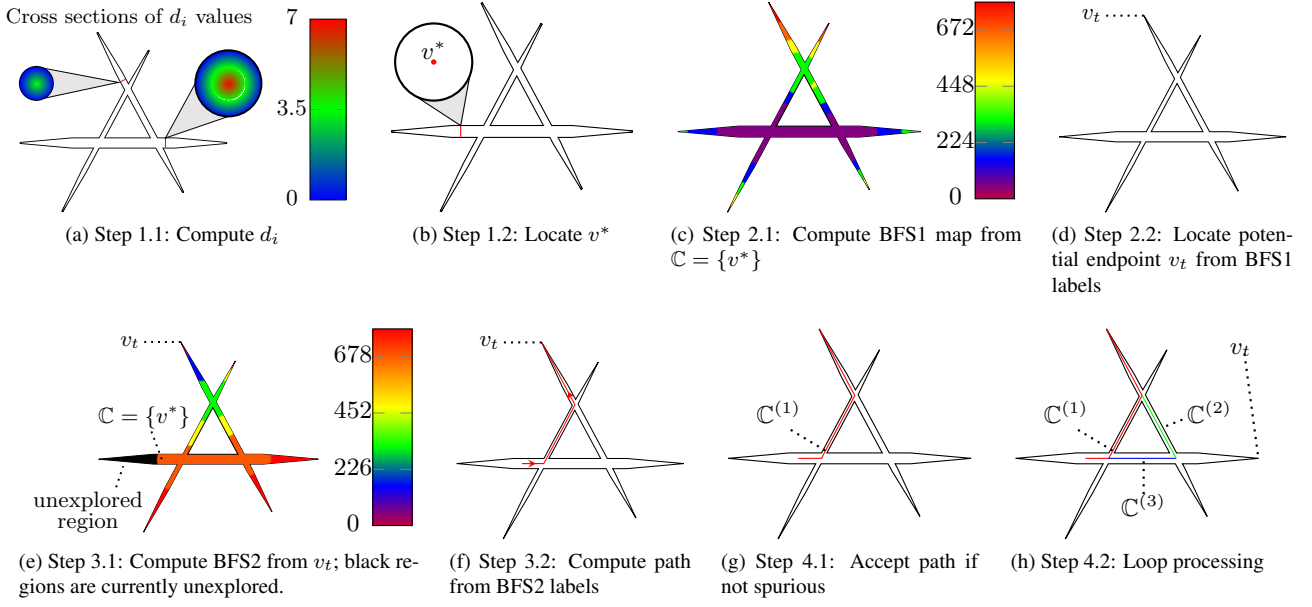 Cross sections of d_i values
7
3.5
0
v*
672
448
224
0
v_t
(a) Step 1.1: Compute d_i
(b) Step 1.2: Locate v*
(c) Step 2.1: Compute BFS1 map from
ℂ = {v*}
(d) Step 2.2: Locate poten-
tial endpoint v_t from BFS1
labels
v_t
ℂ = {v*}
unexplored
region
678
452
226
0
v_t
ℂ^(1)
ℂ^(1)
ℂ^(2)
ℂ^(3)
v_t
(e) Step 3.1: Compute BFS2 from v_t; black re-
gions are currently unexplored.
(f) Step 3.2: Compute path
from BFS2 labels
(g) Step 4.1: Accept path if
not spurious
(h) Step 4.2: Loop processing